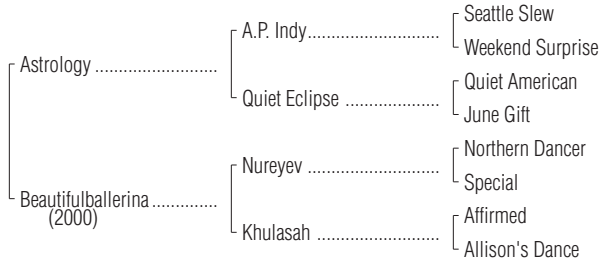 Seattle Slew
A.P. Indy
Weekend Surprise
Astrology
Quiet American
Quiet Eclipse
June Gift
Northern Dancer
Nureyev
Special
Beautifulballerina
(2000)
Affirmed
Khulasah
Allison's Dance